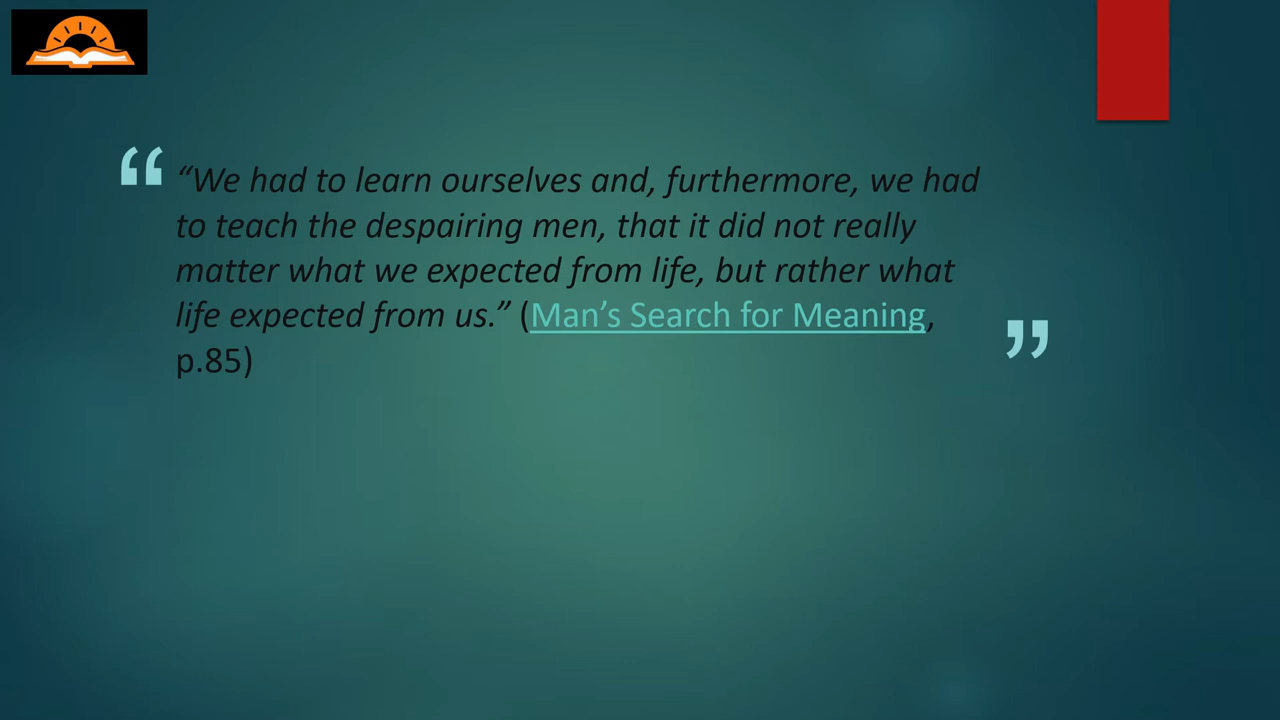 “We had to learn ourselves and, furthermore, we had
to teach the despairing men, that it did not really
matter what we expected from life, but rather what
life expected from us.” (Man’s Search for Meaning,
p.85)